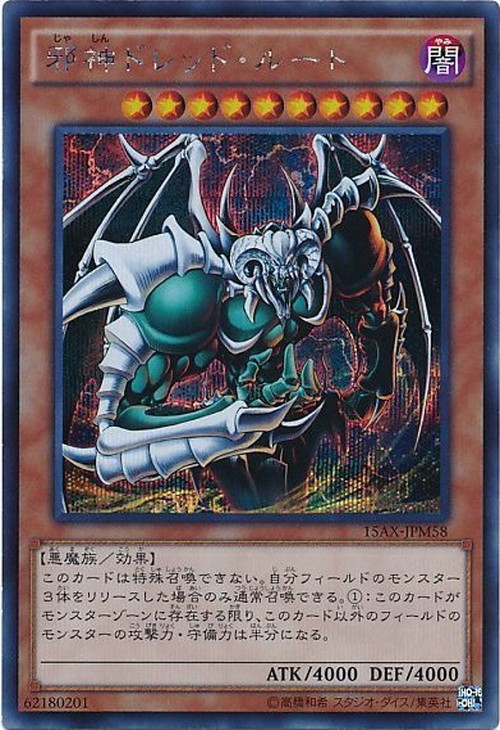 邪神ドレッド・ルート
闇
15AX-JPM58
【悪魔族／効果】
このカードは特殊召喚できない。自分フィールドのモンスター
３体をリリースした場合のみ通常召喚できる。①：このカードが
モンスターゾーンに存在する限り、このカード以外のフィールドの
モンスターの攻撃力・守備力は半分になる。
ATK/4000 DEF/4000
62180201
©高橋和希 スタジオ・ダイス/集英社